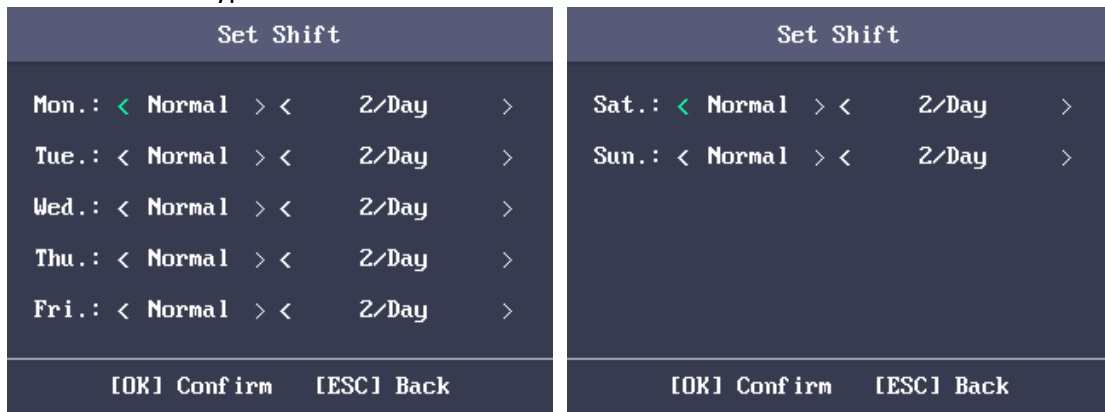 Set Shift
Mon.: < Normal > < 2/Day >
Tue.: < Normal > < 2/Day >
Wed.: < Normal > < 2/Day >
Thu.: < Normal > < 2/Day >
Fri.: < Normal > < 2/Day >
[OK] Confirm [ESC] Back
Set Shift
Sat.: < Normal > < 2/Day >
Sun.: < Normal > < 2/Day >
[OK] Confirm [ESC] Back